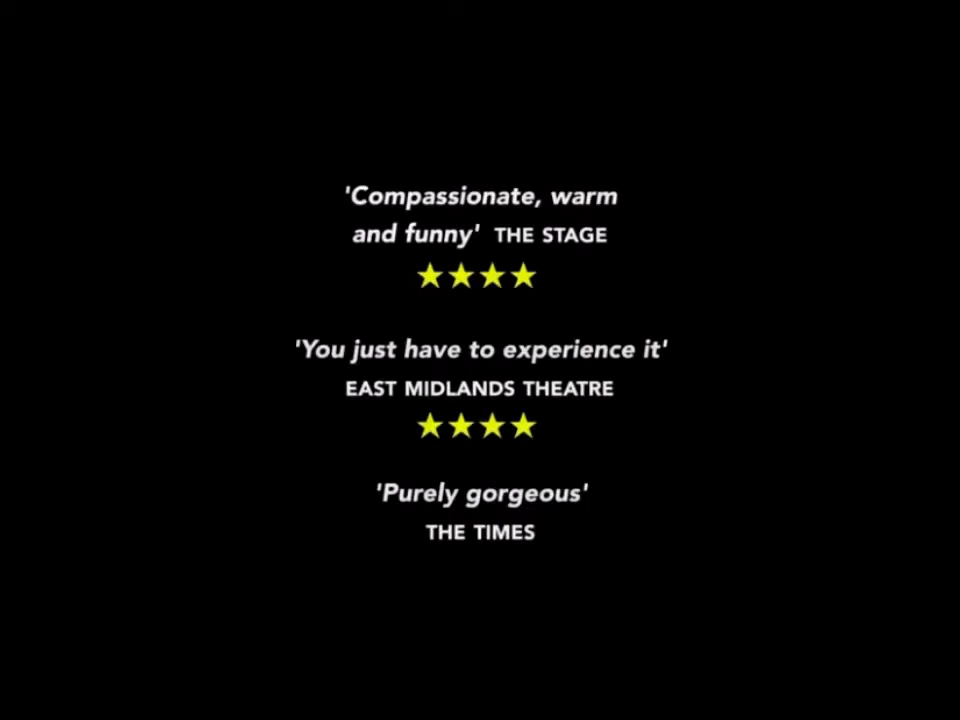 'Compassionate, warm
and funny' THE STAGE
★★★★
'You just have to experience it'
EAST MIDLANDS THEATRE
★★★★
'Purely gorgeous'
THE TIMES